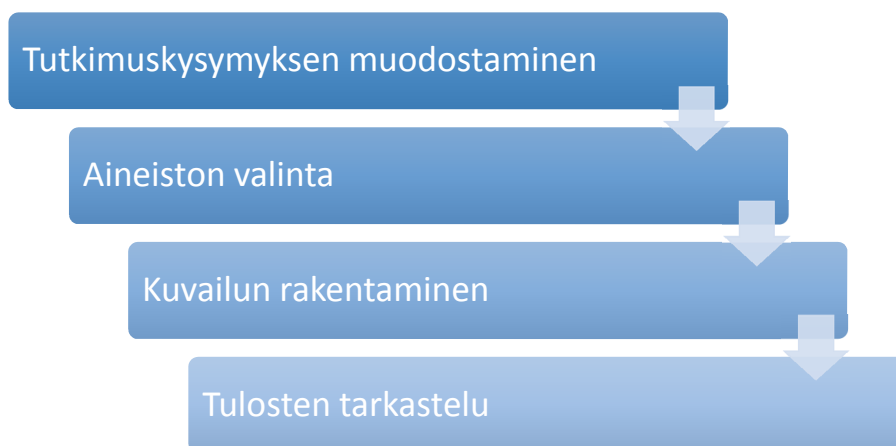 Tutkimuskysymyksen muodostaminen
Aineiston valinta
Kuvailun rakentaminen
Tulosten tarkastelu